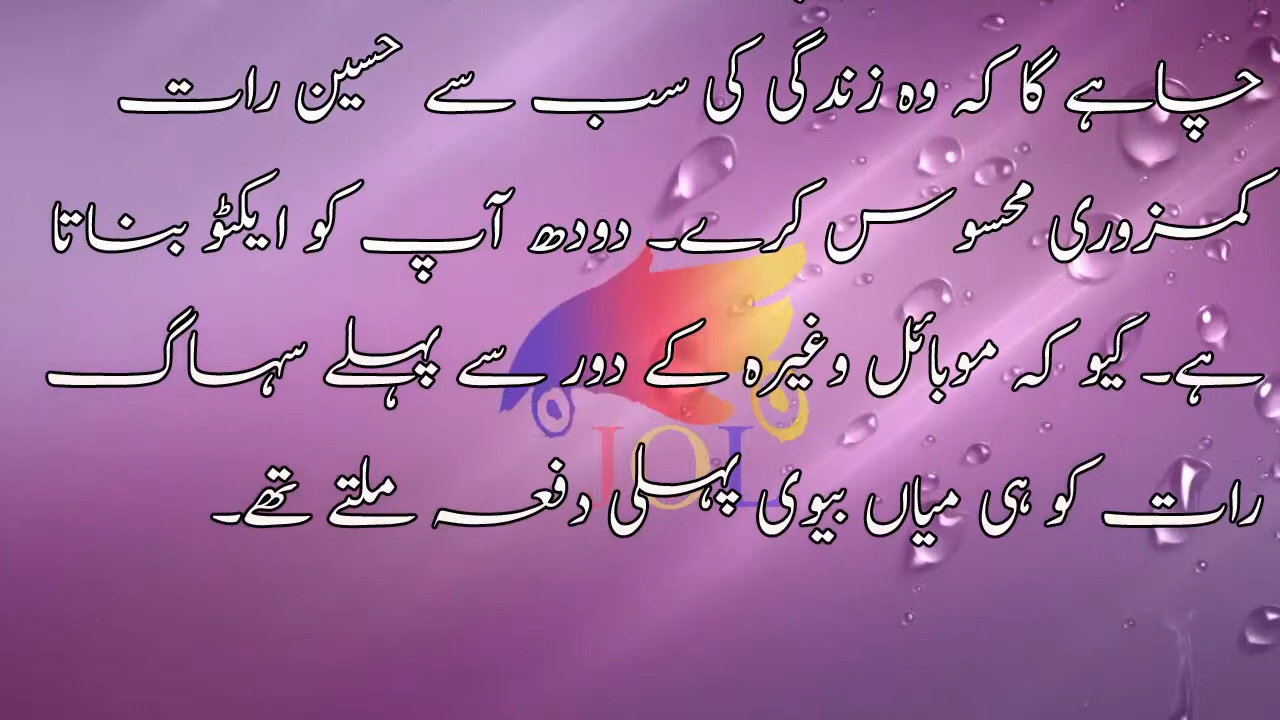 چاہے گا کہ وہ زندگی کی سب سے حسین رات
کمزوری محسوس کرے۔ دودھ آپ کو ایکٹو بناتا
ہے۔ کیو کہ موبائل وغیرہ کے دور سے پہلے سہاگ
رات کو ہی میاں بیوی پہلی دفعہ ملتے تھے۔
JOL